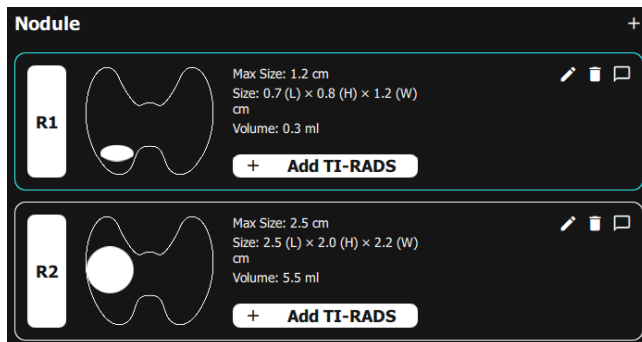 Nodule +
R1
Max Size: 1.2 cm
Size: 0.7 (L) × 0.8 (H) × 1.2 (W)
cm
Volume: 0.3 ml
+ Add TI-RADS
R2
Max Size: 2.5 cm
Size: 2.5 (L) × 2.0 (H) × 2.2 (W)
cm
Volume: 5.5 ml
+ Add TI-RADS